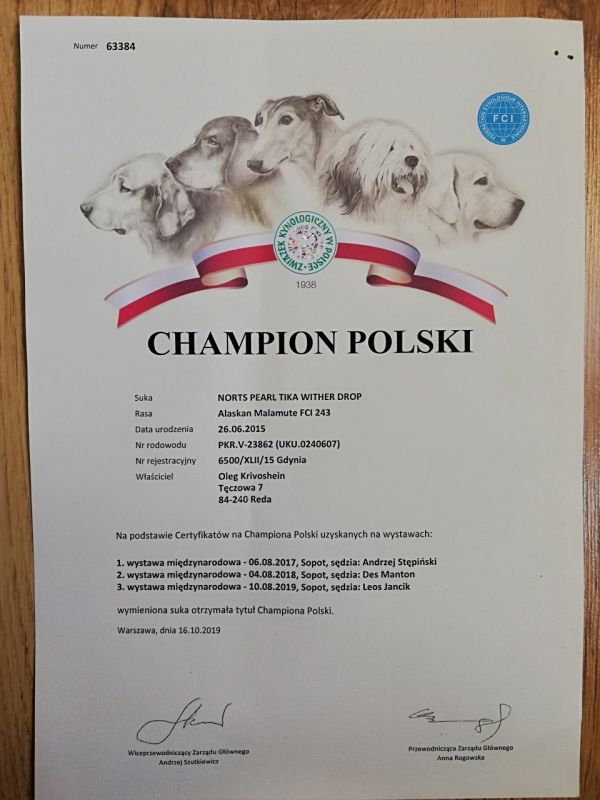 Numer 63384
FEDERATION CYNOLOGIQUE INTERNATIONALE
FCI
ZWIĄZEK KYNOLOGICZNY W POLSCE
1938
CHAMPION POLSKI
Suka NORTS PEARL TIKA WITHER DROP
Rasa Alaskan Malamute FCI 243
Data urodzenia 26.06.2015
Nr rodowodu PKR.V-23862 (UKU.0240607)
Nr rejestracyjny 6500/XLII/15 Gdynia
Właściciel Oleg Krivoshein
Tęczowa 7
84-240 Reda
Na podstawie Certyfikatów na Championa Polski uzyskanych na wystawach:
1. wystawa międzynarodowa - 06.08.2017, Sopot, sędzia: Andrzej Stępiński
2. wystawa międzynarodowa - 04.08.2018, Sopot, sędzia: Des Manton
3. wystawa międzynarodowa - 10.08.2019, Sopot, sędzia: Leos Jancik
wymieniona suka otrzymała tytuł Championa Polski.
Warszawa, dnia 16.10.2019
Wiceprzewodniczący Zarządu Głównego
Andrzej Szutkiewicz
Przewodnicząca Zarządu Głównego
Anna Rogowska